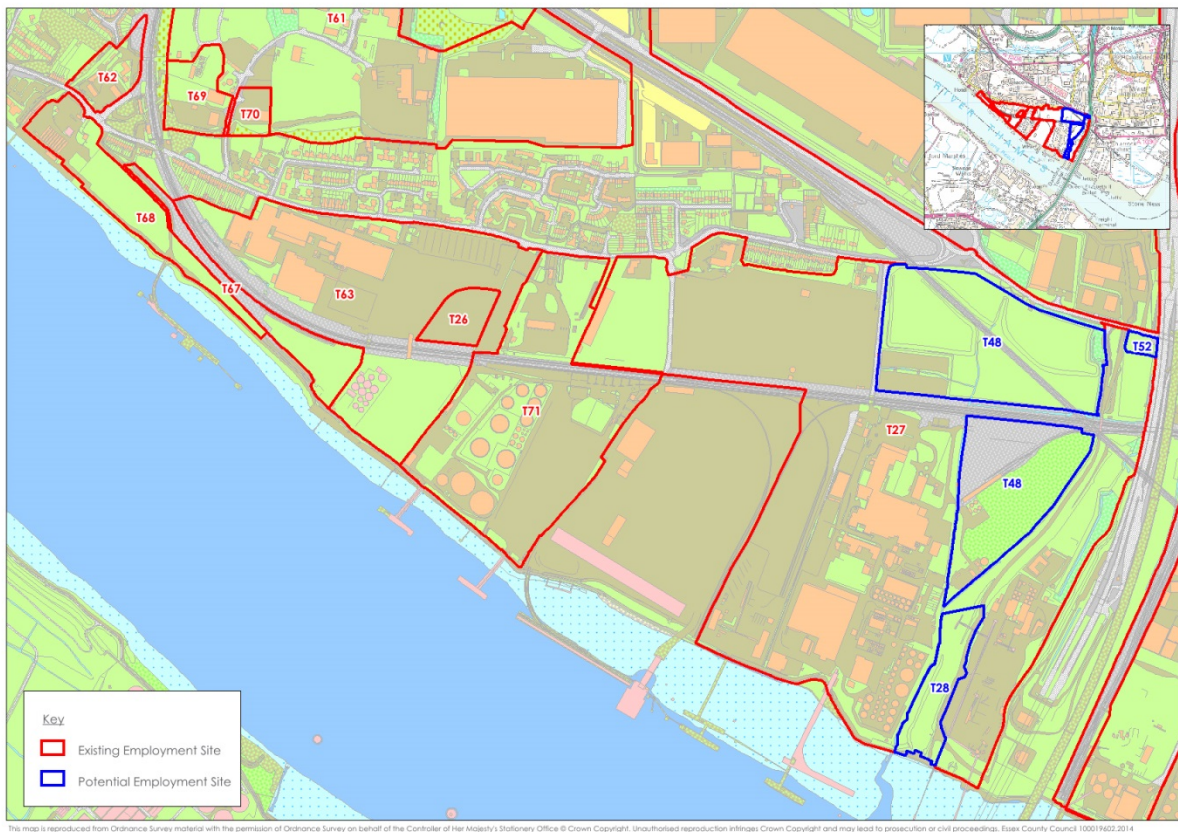 T61
T62
T69
T70
T68
T67
T63
T26
T71
T48
T52
T27
T48
T28
Key
Existing Employment Site
Potential Employment Site
This map is reproduced from Ordnance Survey material with the permission of Ordnance Survey on behalf of the Controller of Her Majesty's Stationery Office © Crown Copyright. Unauthorised reproduction infringes Crown Copyright and may lead to prosecution or civil proceedings. Essex County Council 100019602,2014